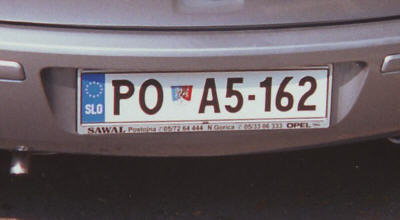 SLO PO A5-162
SAWAL Postojna 05/72 64 444 N.Gorica 05/33 06 333 OPEL